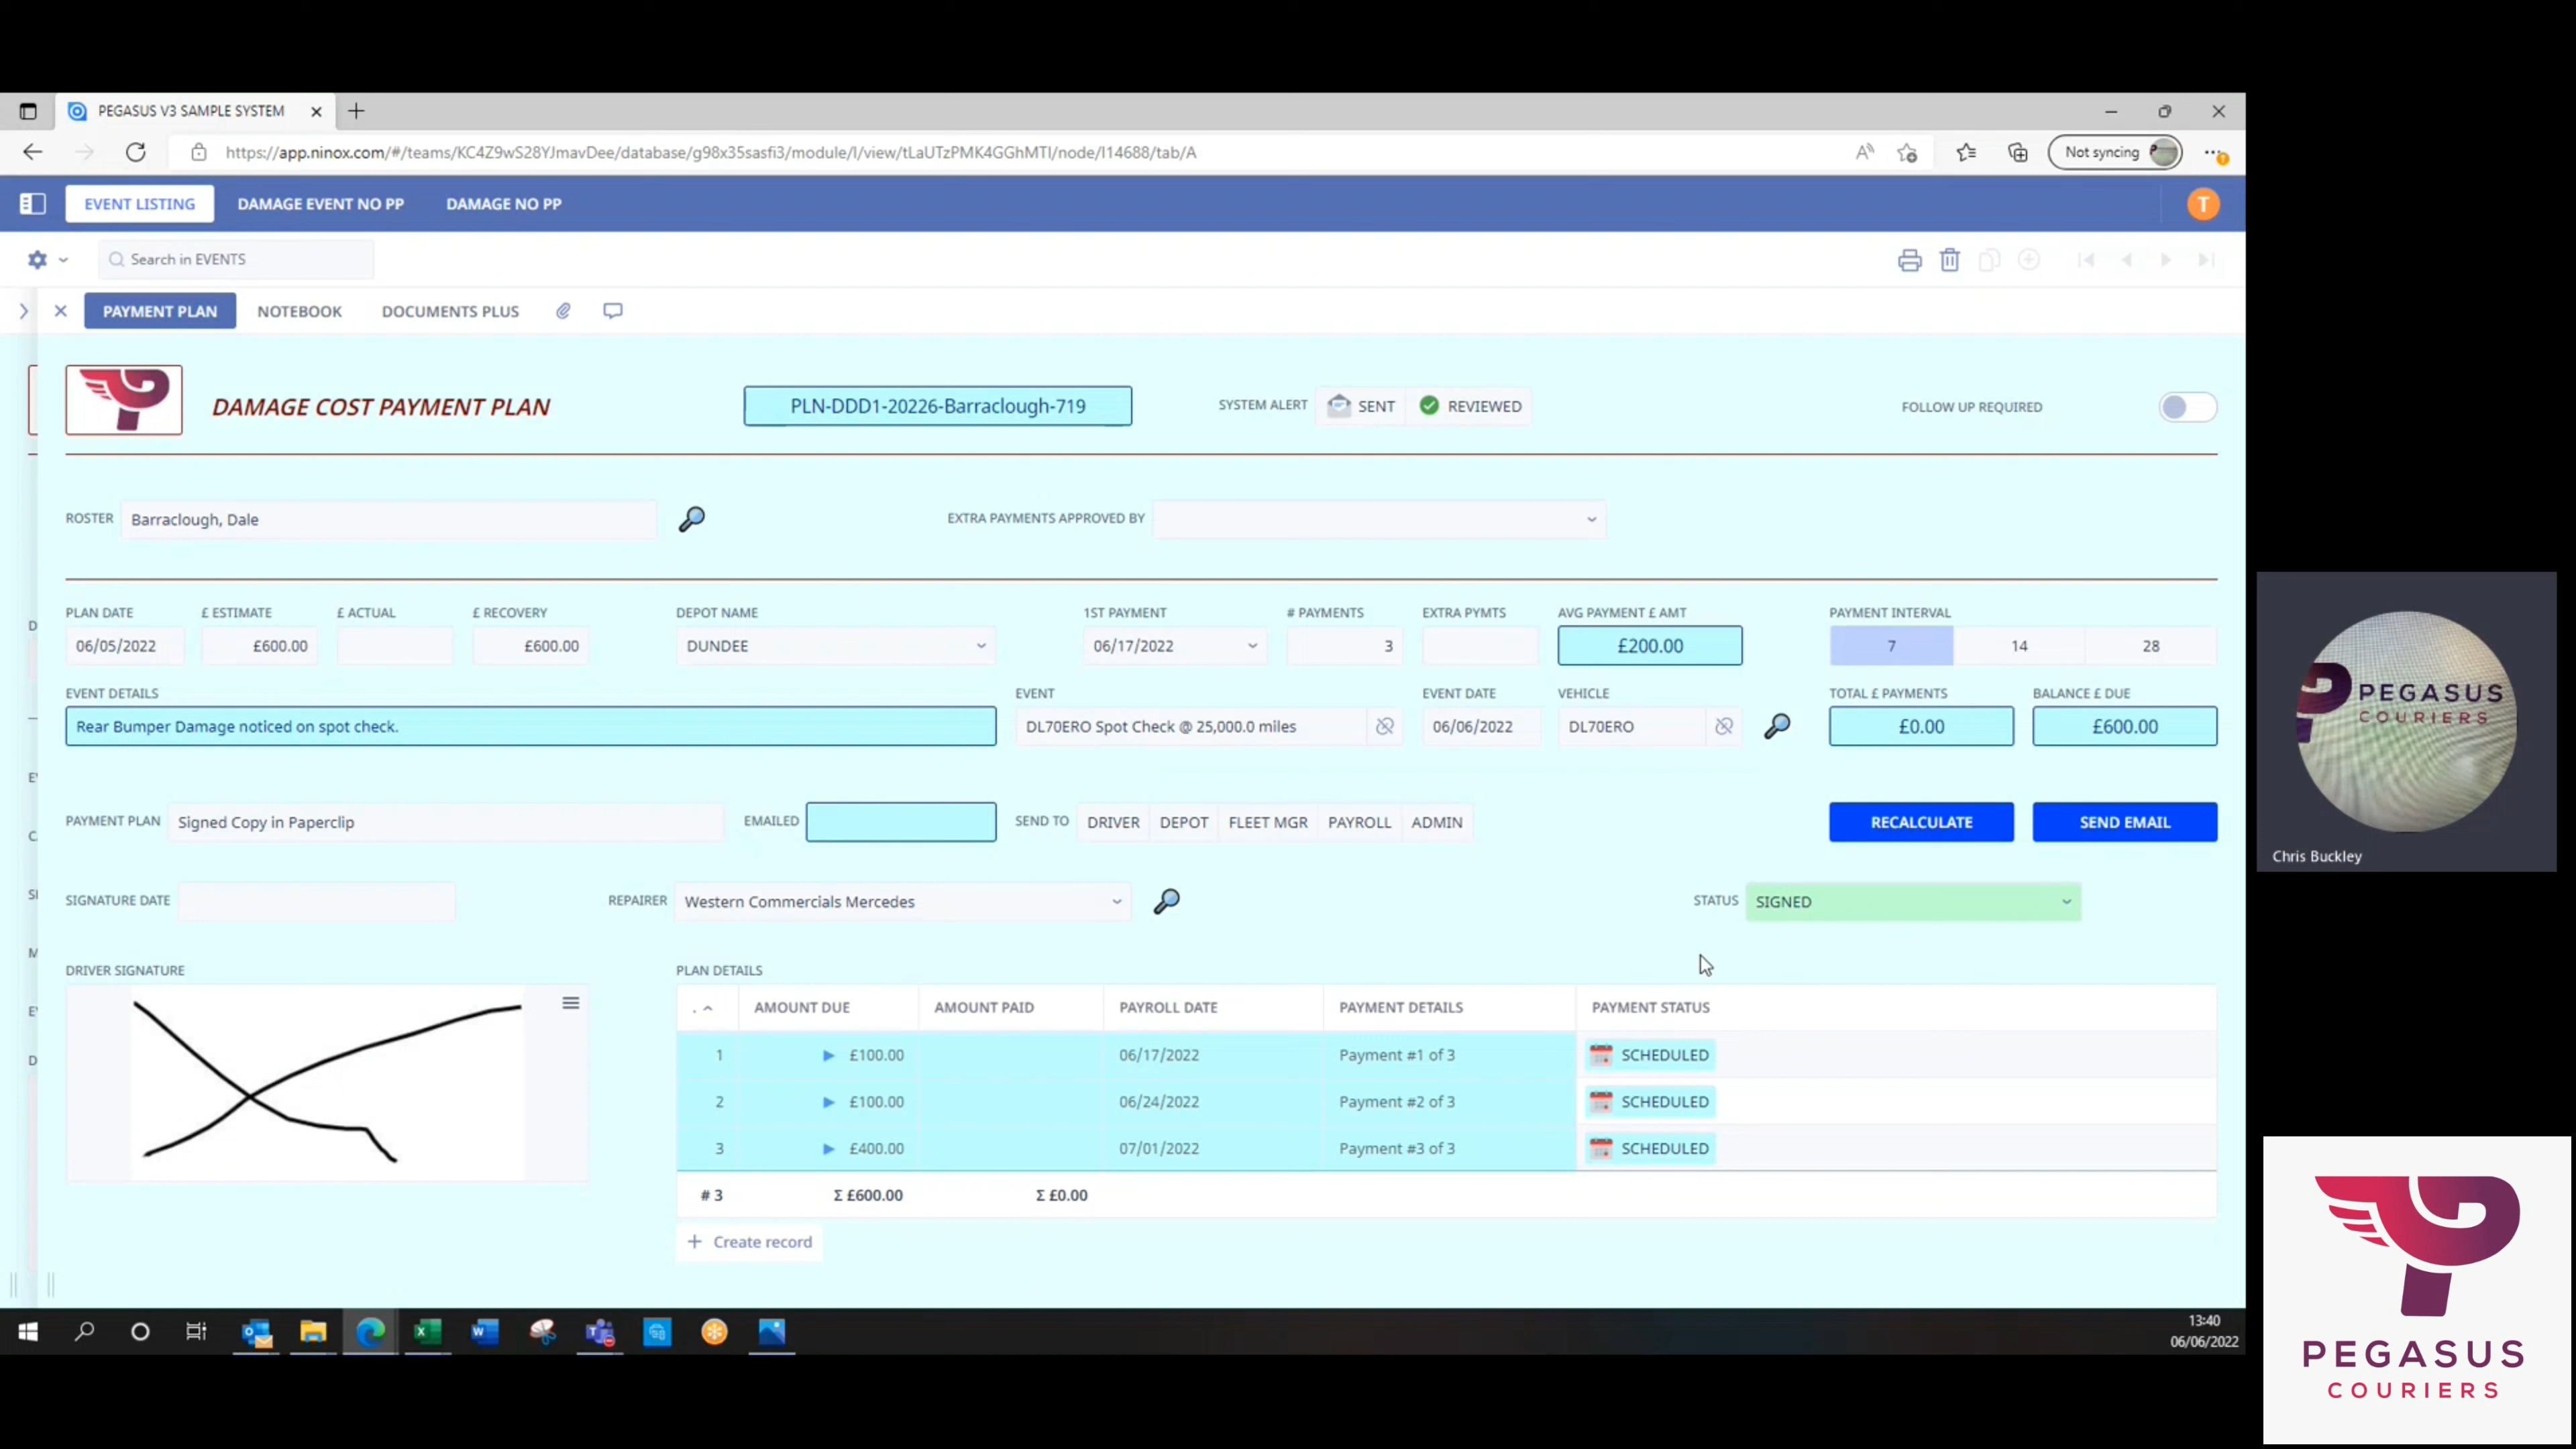 PEGASUS V3 SAMPLE SYSTEM
https://app.ninox.com/#/teams/KC4Z9wS28YJmavDee/database/g98x35sasfi3/module/I/view/tLaUTzPMK4GGhMTI/node/I14688/tab/A
Not syncing
EVENT LISTING DAMAGE EVENT NO PP DAMAGE NO PP T
Search in EVENTS
PAYMENT PLAN NOTEBOOK DOCUMENTS PLUS
DAMAGE COST PAYMENT PLAN PLN-DDD1-20226-Barraclough-719 SYSTEM ALERT SENT REVIEWED FOLLOW UP REQUIRED
ROSTER Barraclough, Dale EXTRA PAYMENTS APPROVED BY
PLAN DATE £ ESTIMATE £ ACTUAL £ RECOVERY DEPOT NAME 1ST PAYMENT # PAYMENTS EXTRA PYMTS AVG PAYMENT £ AMT PAYMENT INTERVAL
06/05/2022 £600.00 £600.00 DUNDEE 06/17/2022 3 £200.00 7 14 28
EVENT DETAILS EVENT EVENT DATE VEHICLE TOTAL £ PAYMENTS BALANCE £ DUE
Rear Bumper Damage noticed on spot check. DL70ERO Spot Check @ 25,000.0 miles 06/06/2022 DL70ERO £0.00 £600.00
PAYMENT PLAN Signed Copy in Paperclip EMAILED SEND TO DRIVER DEPOT FLEET MGR PAYROLL ADMIN RECALCULATE SEND EMAIL
SIGNATURE DATE REPAIRER Western Commercials Mercedes STATUS SIGNED
DRIVER SIGNATURE PLAN DETAILS
. AMOUNT DUE AMOUNT PAID PAYROLL DATE PAYMENT DETAILS PAYMENT STATUS
1 £100.00 06/17/2022 Payment #1 of 3 SCHEDULED
2 £100.00 06/24/2022 Payment #2 of 3 SCHEDULED
3 £400.00 07/01/2022 Payment #3 of 3 SCHEDULED
# 3 Σ £600.00 Σ £0.00
+ Create record
13:40
06/06/2022
PEGASUS
COURIERS
Chris Buckley
PEGASUS
COURIERS